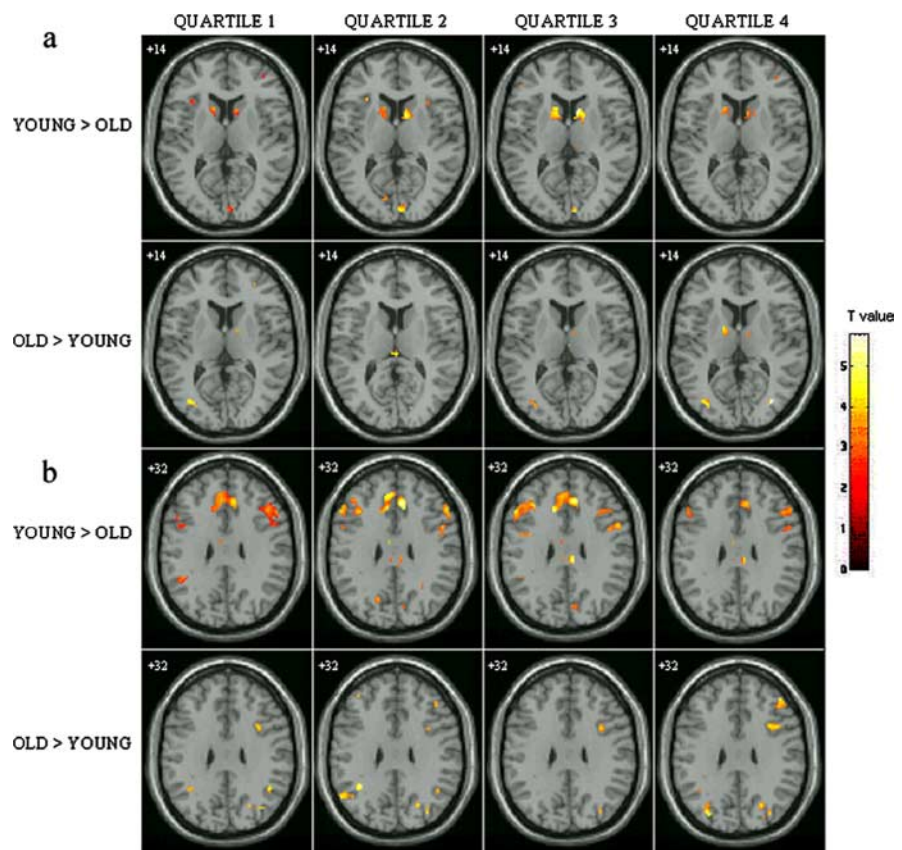 QUARTILE 1 QUARTILE 2 QUARTILE 3 QUARTILE 4
a
+14 +14 +14 +14
YOUNG > OLD
+14 +14 +14 +14
OLD > YOUNG
T value
5
4
3
2
1
0
b
+32 +32 +32 +32
YOUNG > OLD
+32 +32 +32 +32
OLD > YOUNG